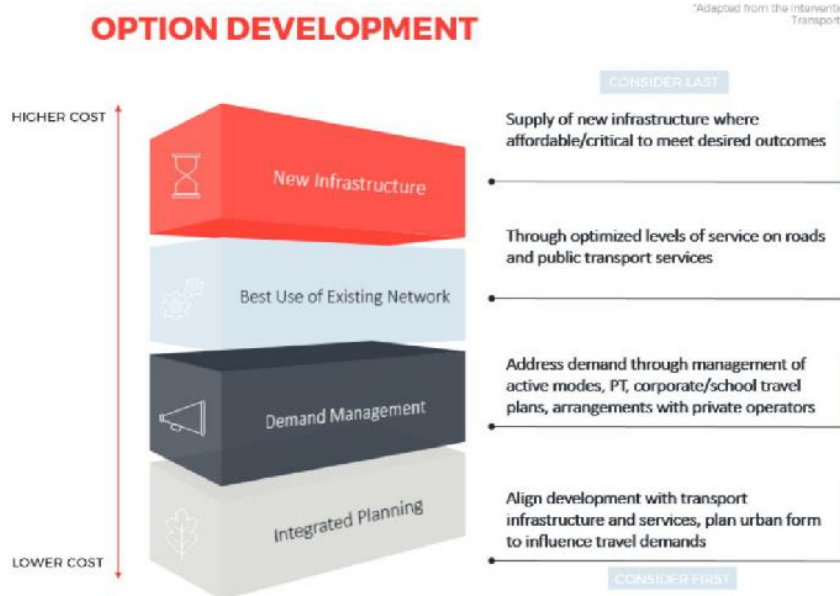 OPTION DEVELOPMENT
*Adapted from the Interventi
Transport
CONSIDER LAST
HIGHER COST
Supply of new infrastructure where
affordable/critical to meet desired outcomes
New Infrastructure
Through optimized levels of service on roads
and public transport services
Best Use of Existing Network
Address demand through management of
active modes, PT, corporate/school travel
plans, arrangements with private operators
Demand Management
Align development with transport
infrastructure and services, plan urban form
to influence travel demands
Integrated Planning
LOWER COST
CONSIDER FIRST